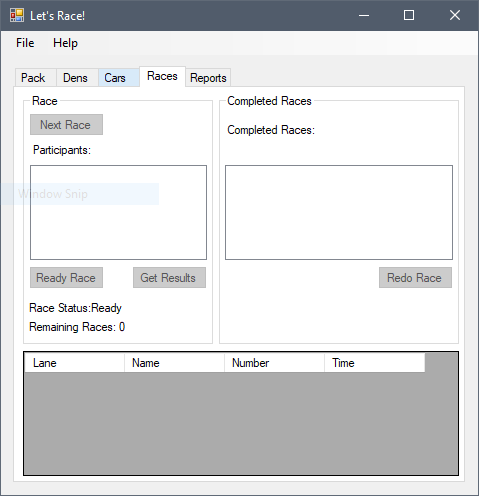 Let's Race!
File Help
Pack Dens Cars Races Reports
Race
Next Race
Participants:
Window Snip
Ready Race Get Results
Race Status:Ready
Remaining Races: 0
Completed Races
Completed Races:
Redo Race
Lane Name Number Time